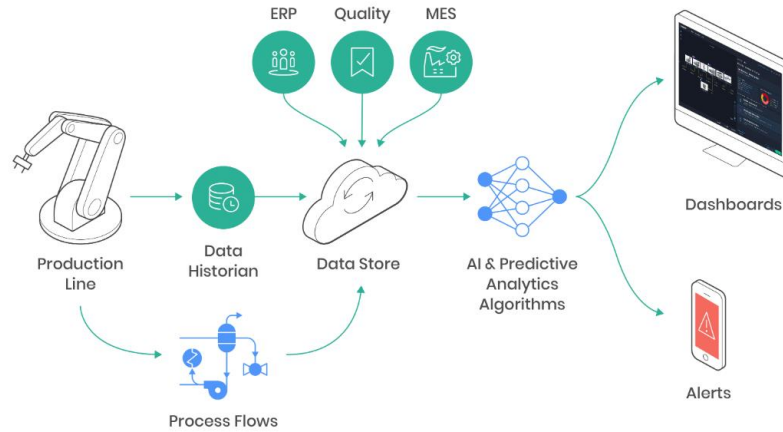 ERP
Quality
MES
Production
Line
Data
Historian
Data Store
AI & Predictive
Analytics
Algorithms
Dashboards
Alerts
Process Flows